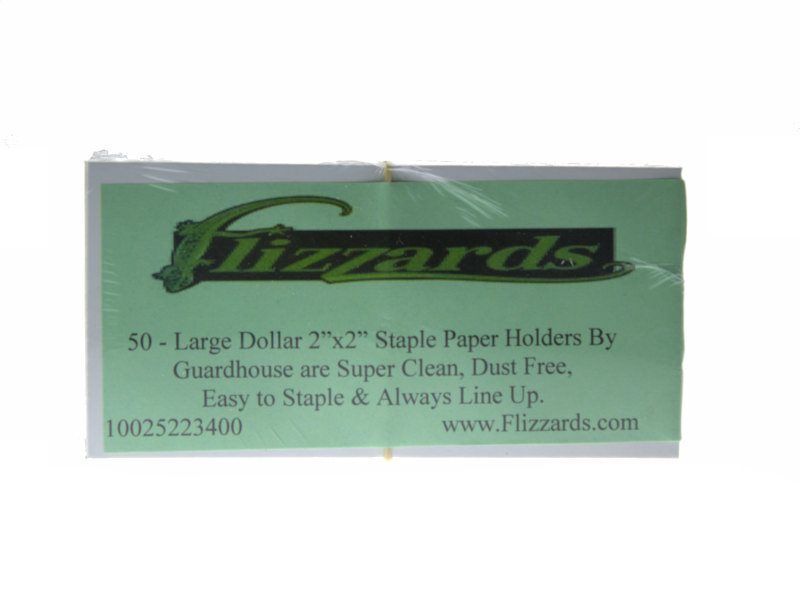 Flizzards
50 - Large Dollar 2”x2” Staple Paper Holders By
Guardhouse are Super Clean, Dust Free,
Easy to Staple & Always Line Up.
10025223400 www.Flizzards.com